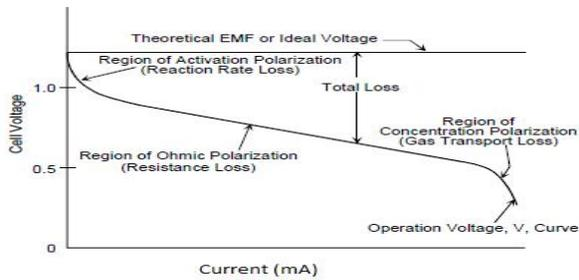 Theoretical EMF or Ideal Voltage
Region of Activation Polarization
(Reaction Rate Loss)
1.0
Total Loss
Cell Voltage
Region of
Concentration Polarization
(Gas Transport Loss)
Region of Ohmic Polarization
(Resistance Loss)
0.5
Operation Voltage, V, Curve
0
Current (mA)